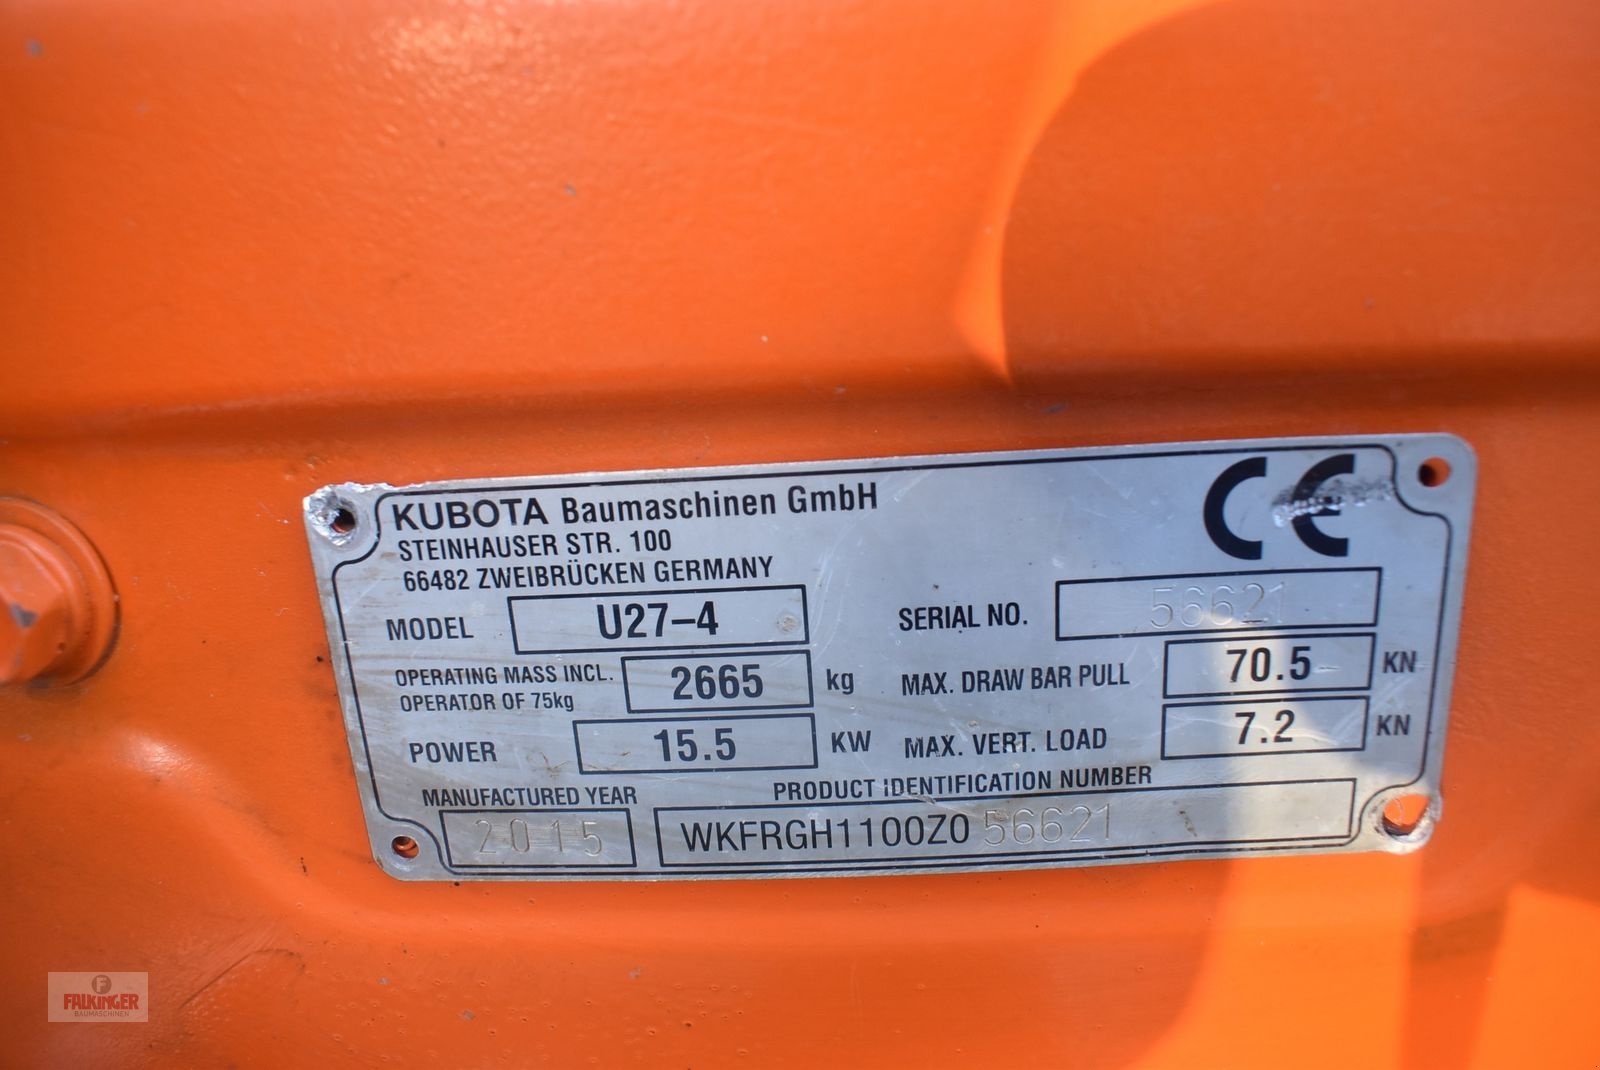 KUBOTA Baumaschinen GmbH
STEINHAUSER STR. 100
66482 ZWEIBRÜCKEN GERMANY
CE
MODEL U27-4
SERIAL NO. 56621
OPERATING MASS INCL.
OPERATOR OF 75kg 2665 kg
MAX. DRAW BAR PULL 70.5 KN
POWER 15.5 KW
MAX. VERT. LOAD 7.2 KN
MANUFACTURED YEAR
2015
PRODUCT IDENTIFICATION NUMBER
WKFRGH1100Z056621
F
FALKINGER
BAUMASCHINEN